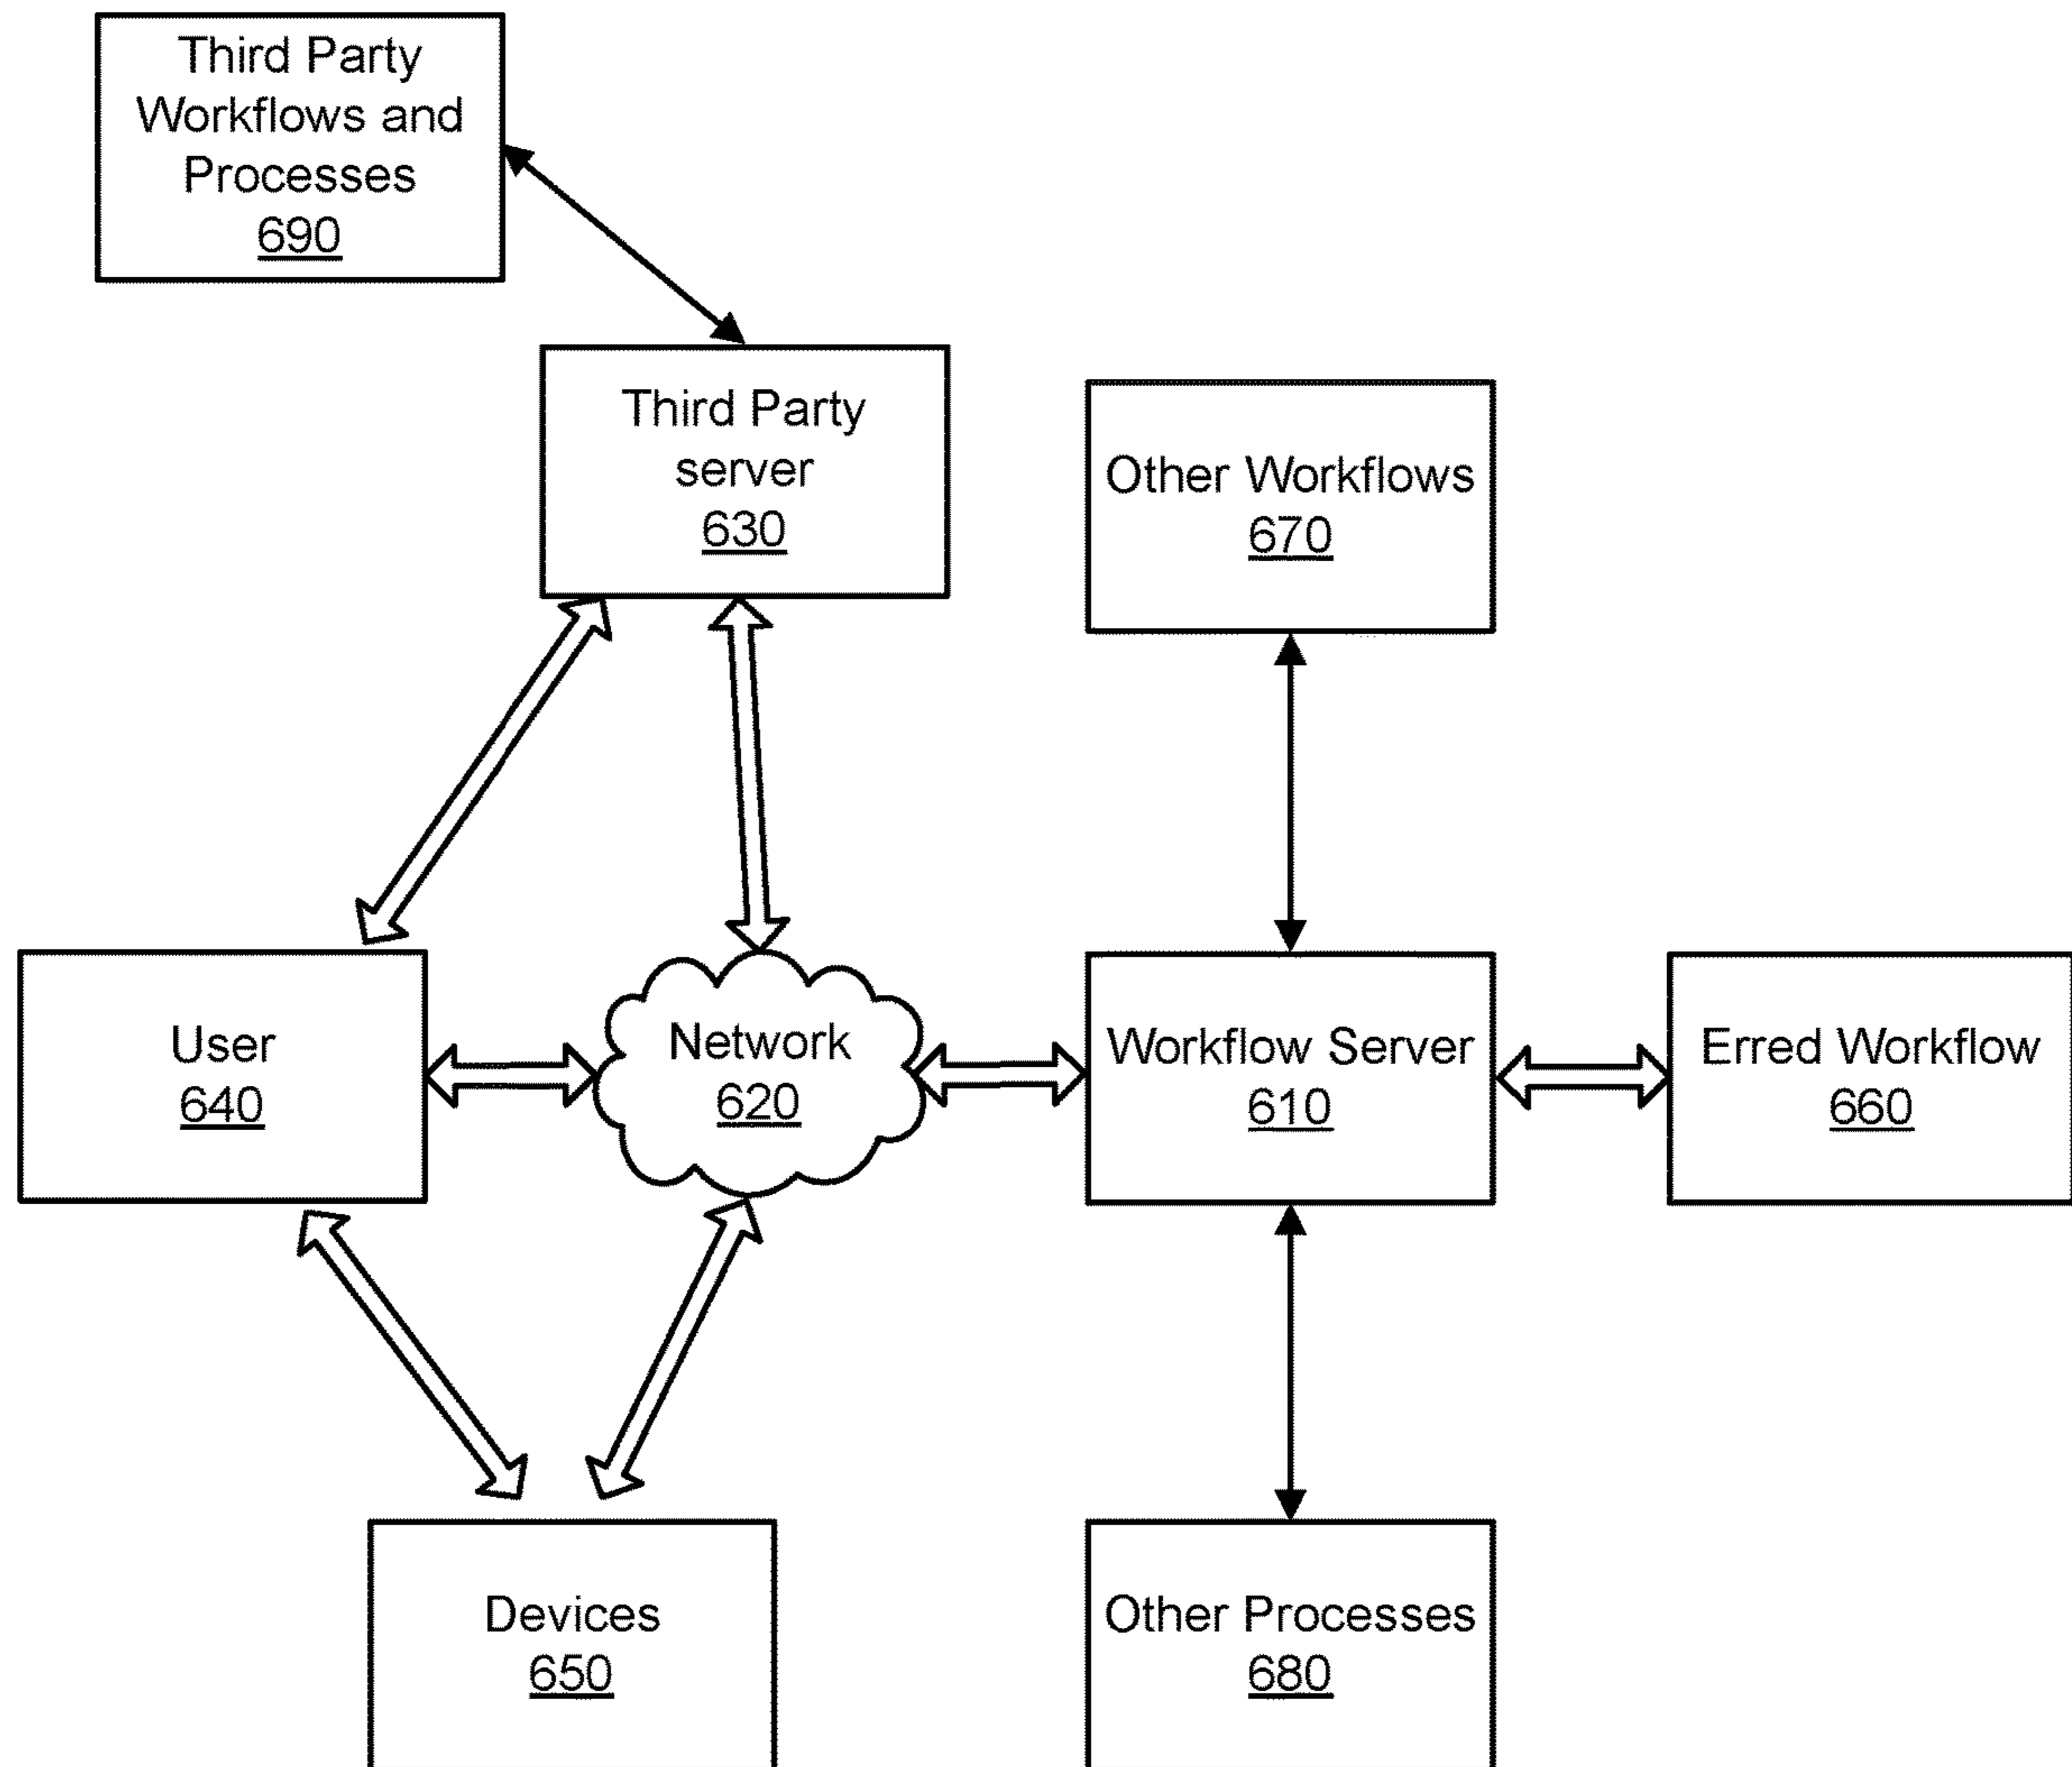 Third Party
Workflows and
Processes
690
Third Party
server
630
Other Workflows
670
User
640
Network
620
Workflow Server
610
Erred Workflow
660
Devices
650
Other Processes
680